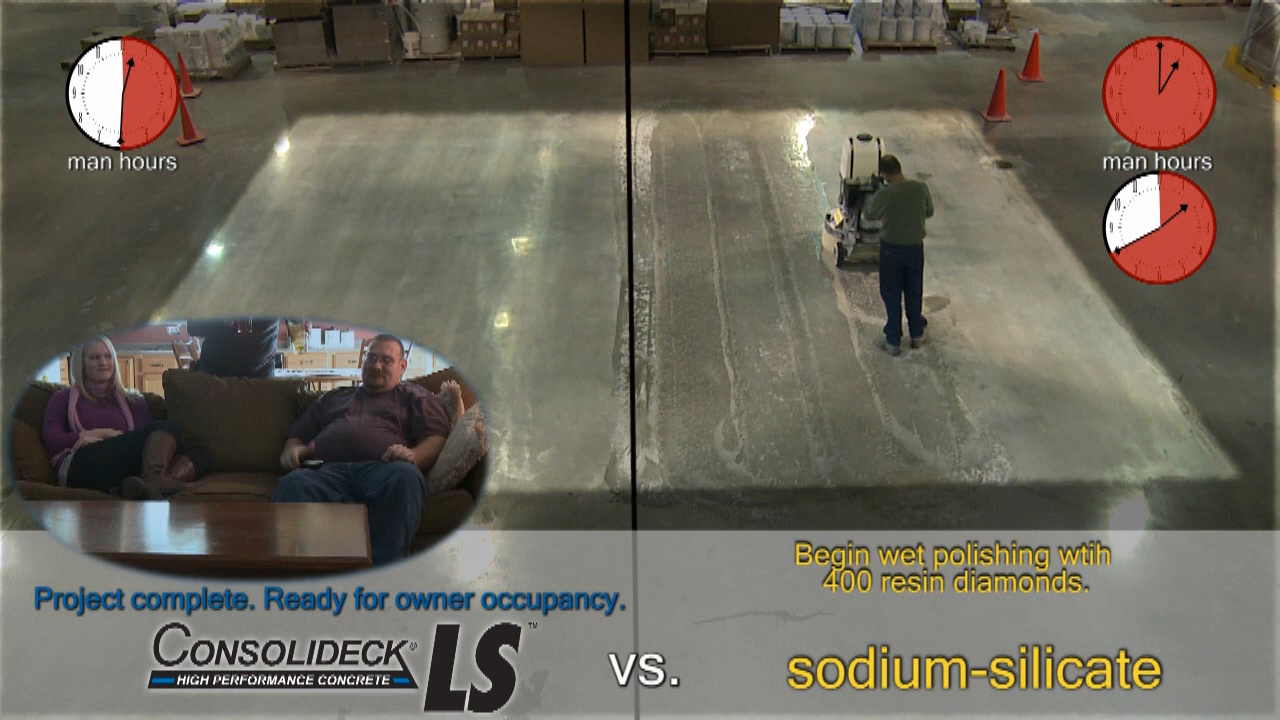 man hours
man hours
Begin wet polishing wtih
400 resin diamonds.
Project complete. Ready for owner occupancy.
CONSOLIDECK® LS™
HIGH PERFORMANCE CONCRETE
vs.
sodium-silicate